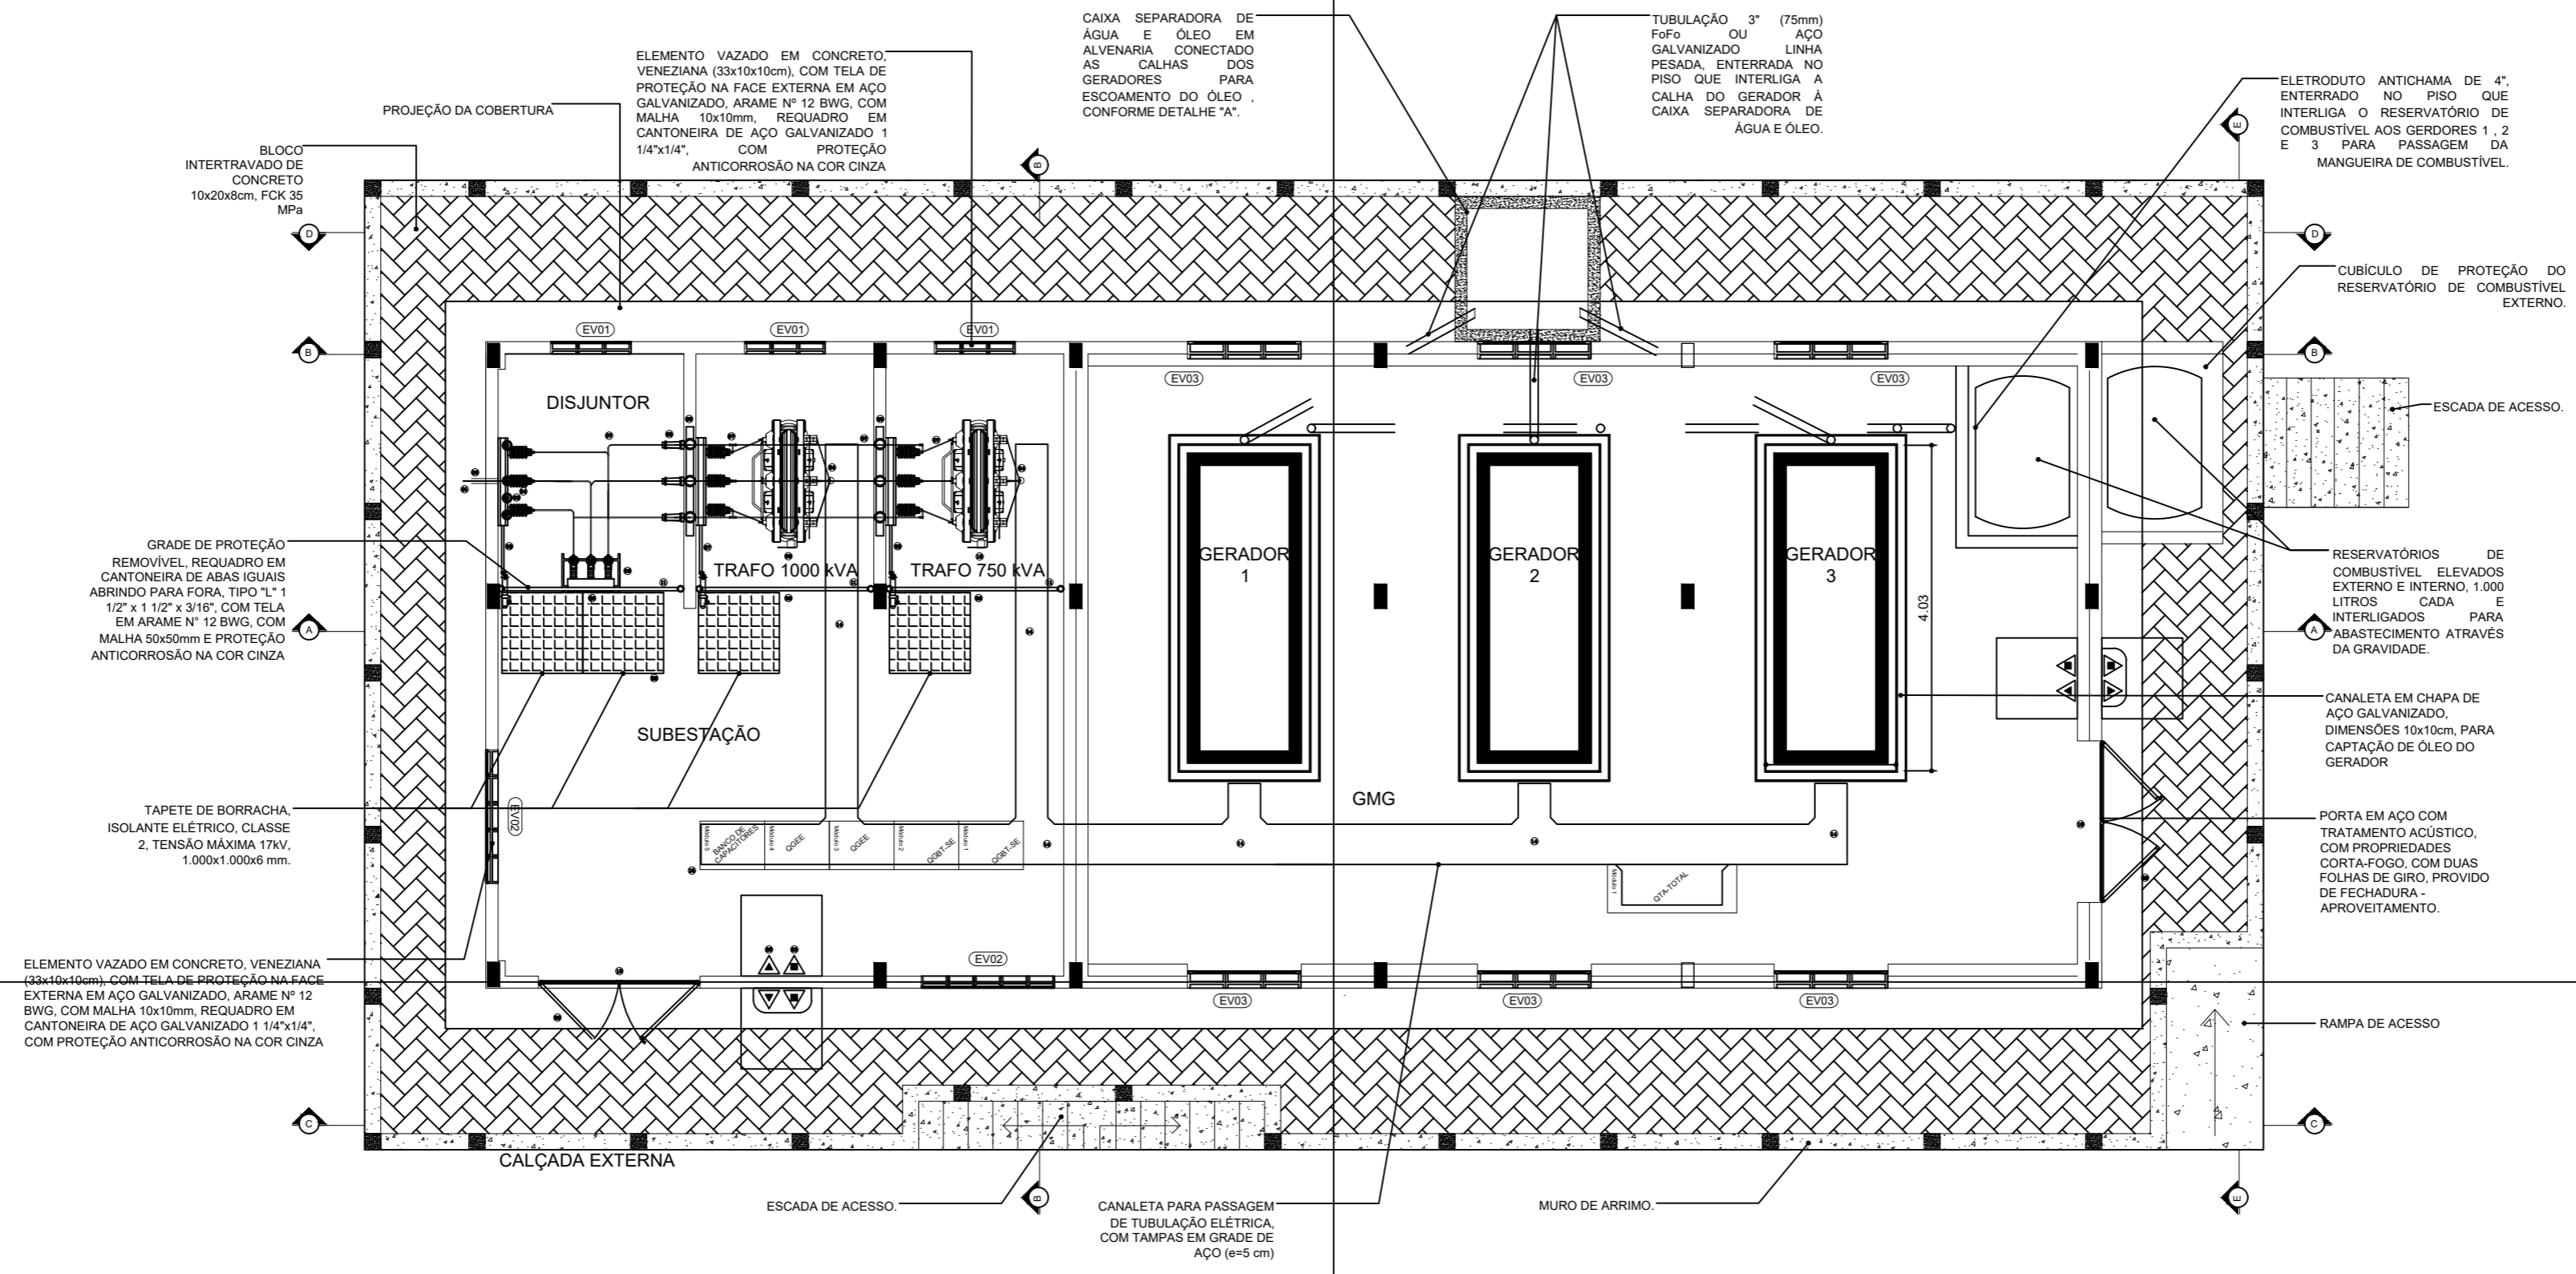 CAIXA SEPARADORA DE
ÁGUA E ÓLEO EM
ALVENARIA CONECTADO
AS CALHAS DOS
GERADORES PARA
ESCOAMENTO DO ÓLEO ,
CONFORME DETALHE "A".
TUBULAÇÃO 3" (75mm)
FoFo OU AÇO
GALVANIZADO LINHA
PESADA, ENTERRADA NO
PISO QUE INTERLIGA A
CALHA DO GERADOR À
CAIXA SEPARADORA DE
ÁGUA E ÓLEO.
ELEMENTO VAZADO EM CONCRETO,
VENEZIANA (33x10x10cm), COM TELA DE
PROTEÇÃO NA FACE EXTERNA EM AÇO
GALVANIZADO, ARAME Nº 12 BWG, COM
MALHA 10x10mm, REQUADRO EM
CANTONEIRA DE AÇO GALVANIZADO 1
1/4"x1/4", COM PROTEÇÃO
ANTICORROSÃO NA COR CINZA
ELETRODUTO ANTICHAMA DE 4",
ENTERRADO NO PISO QUE
INTERLIGA O RESERVATÓRIO DE
COMBUSTÍVEL AOS GERDORES 1 , 2
E 3 PARA PASSAGEM DA
MANGUEIRA DE COMBUSTÍVEL.
PROJEÇÃO DA COBERTURA
BLOCO
INTERTRAVADO DE
CONCRETO
10x20x8cm, FCK 35
MPa
E
B
D
D
CUBÍCULO DE PROTEÇÃO DO
RESERVATÓRIO DE COMBUSTÍVEL
EXTERNO.
EV01
EV01
EV01
B
B
EV03
EV03
EV03
DISJUNTOR
ESCADA DE ACESSO.
GRADE DE PROTEÇÃO
REMOVÍVEL, REQUADRO EM
CANTONEIRA DE ABAS IGUAIS
ABRINDO PARA FORA, TIPO "L" 1
1/2" x 1 1/2" x 3/16", COM TELA
EM ARAME N° 12 BWG, COM
MALHA 50x50mm E PROTEÇÃO
ANTICORROSÃO NA COR CINZA
TRAFO 1000 kVA
TRAFO 750 kVA
GERADOR
1
GERADOR
2
GERADOR
3
4.03
RESERVATÓRIOS DE
COMBUSTÍVEL ELEVADOS
EXTERNO E INTERNO, 1.000
LITROS CADA E
INTERLIGADOS PARA
ABASTECIMENTO ATRAVÉS
DA GRAVIDADE.
A
A
CANALETA EM CHAPA DE
AÇO GALVANIZADO,
DIMENSÕES 10x10cm, PARA
CAPTAÇÃO DE ÓLEO DO
GERADOR
SUBESTAÇÃO
GMG
TAPETE DE BORRACHA,
ISOLANTE ELÉTRICO, CLASSE
2, TENSÃO MÁXIMA 17kV,
1.000x1.000x6 mm.
EV02
Módulo 5
BANCO DE
CAPACITORES
Módulo 4
QGEE
Módulo 3
QGEE
Módulo 2
QGBT-SE
Módulo 1
QGBT-SE
Módulo 1
QTA-TOTAL
PORTA EM AÇO COM
TRATAMENTO ACÚSTICO,
COM PROPRIEDADES
CORTA-FOGO, COM DUAS
FOLHAS DE GIRO, PROVIDO
DE FECHADURA -
APROVEITAMENTO.
ELEMENTO VAZADO EM CONCRETO, VENEZIANA
(33x10x10cm), COM TELA DE PROTEÇÃO NA FACE
EXTERNA EM AÇO GALVANIZADO, ARAME Nº 12
BWG, COM MALHA 10x10mm, REQUADRO EM
CANTONEIRA DE AÇO GALVANIZADO 1 1/4"x1/4",
COM PROTEÇÃO ANTICORROSÃO NA COR CINZA
EV02
EV03
EV03
EV03
RAMPA DE ACESSO
C
C
CALÇADA EXTERNA
ESCADA DE ACESSO.
B
CANALETA PARA PASSAGEM
DE TUBULAÇÃO ELÉTRICA,
COM TAMPAS EM GRADE DE
AÇO (e=5 cm)
MURO DE ARRIMO.
E